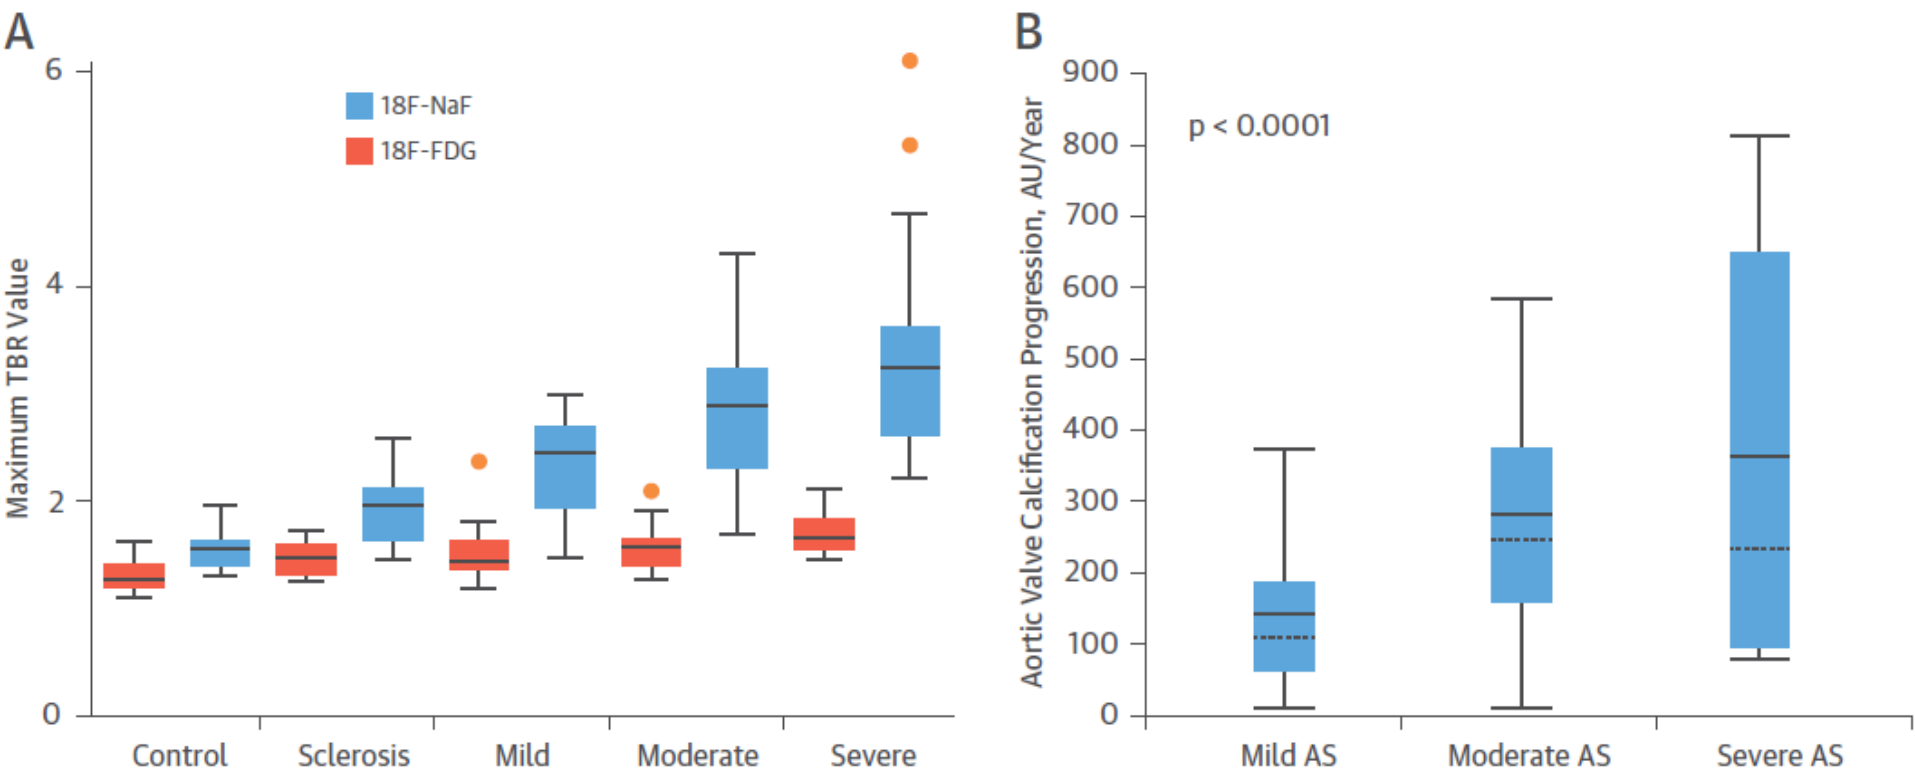 A
Maximum TBR Value
6
4
2
0
18F-NaF
18F-FDG
Control
Sclerosis
Mild
Moderate
Severe
B
Aortic Valve Calcification Progression, AU/Year
900
800
700
600
500
400
300
200
100
0
p < 0.0001
Mild AS
Moderate AS
Severe AS